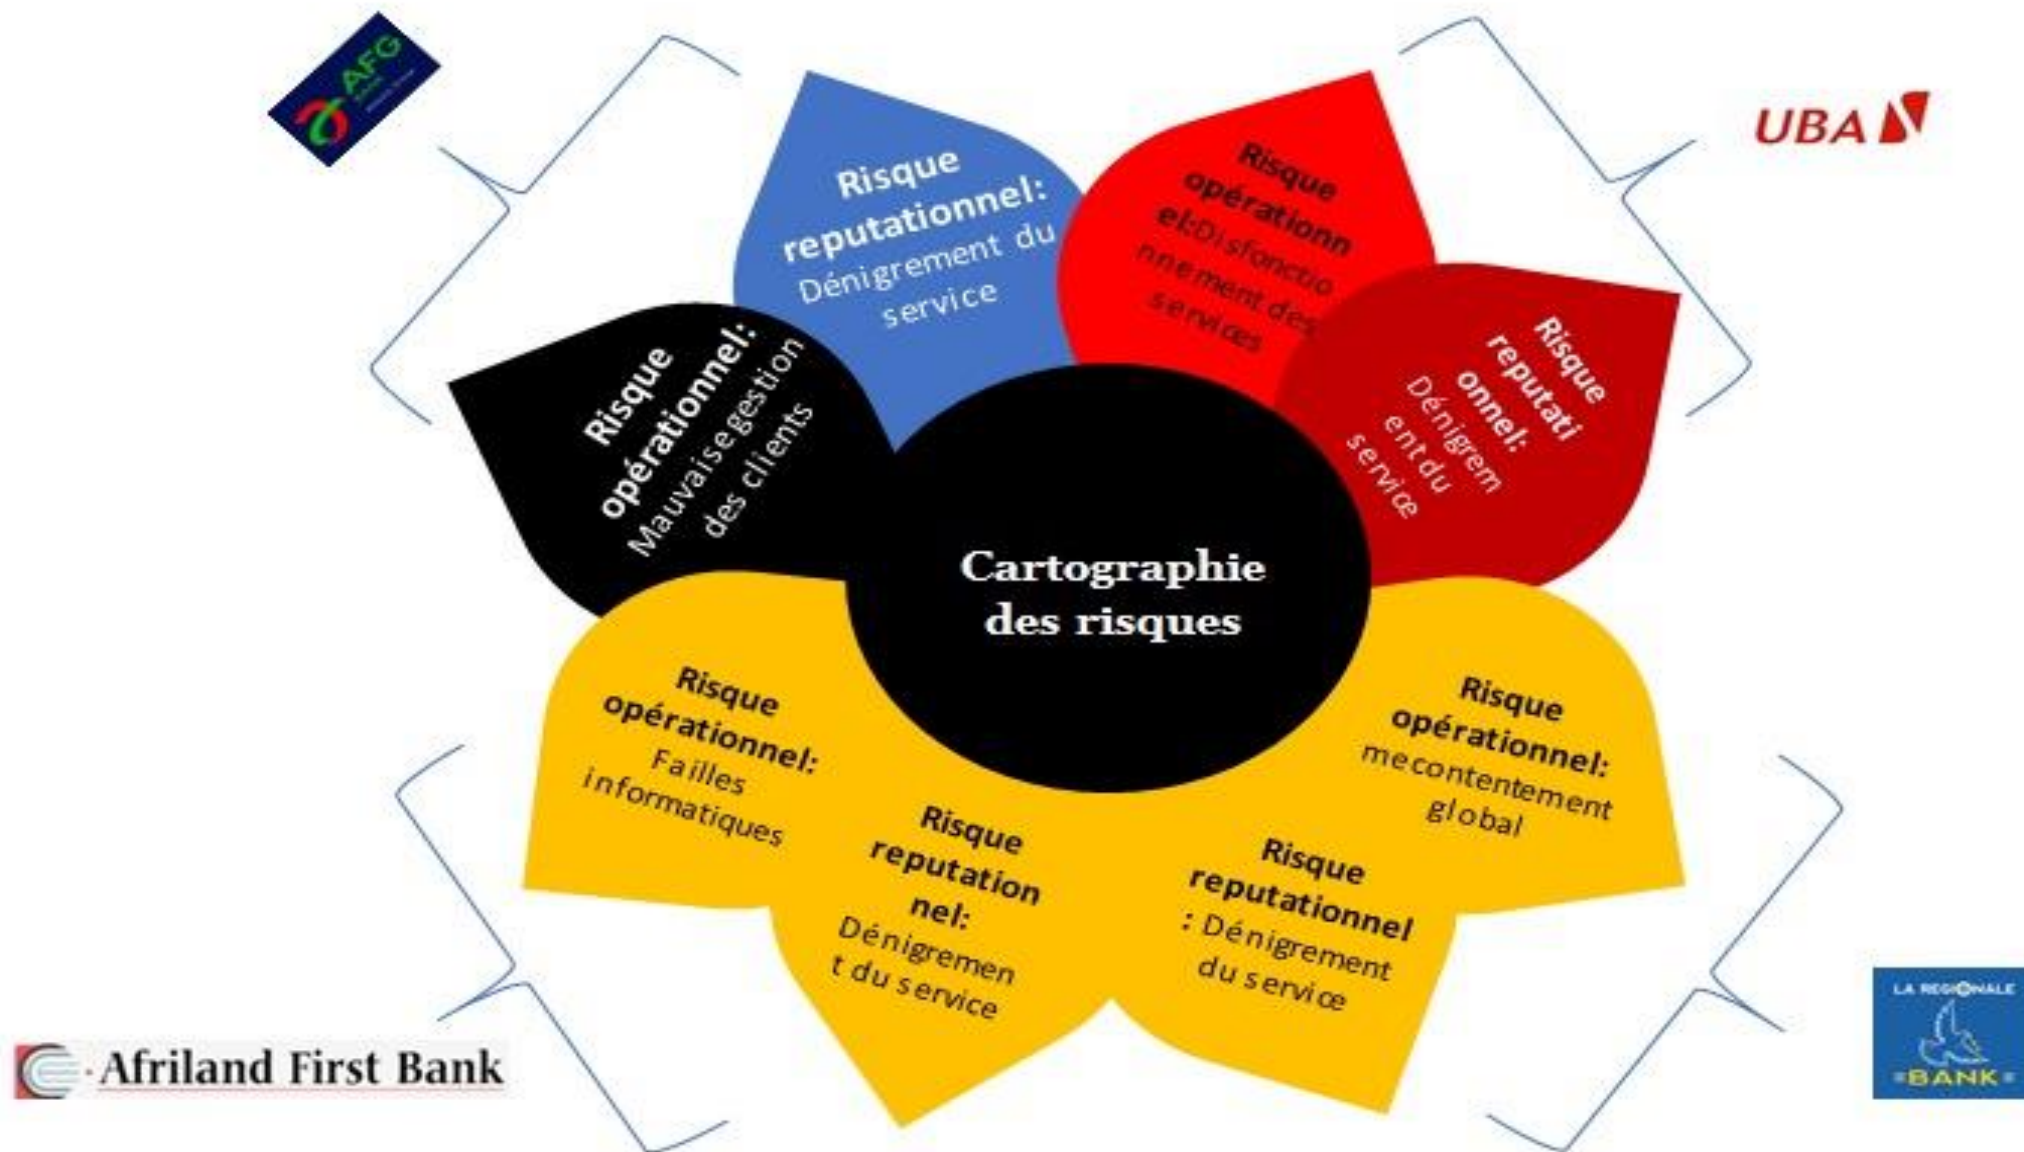 AFG
UBA
Risque
reputationnel:
Dénigrement du
service
Risque
opérationn
el:Disfonctio
nnement des
services
Risque
reputati
onnel:
Dénigrem
ent du
service
Risque
opérationnel:
Mauvaise gestion
des clients
Cartographie
des risques
Risque
opérationnel:
Failles
informatiques
Risque
reputation
nel:
Dénigremen
t du service
Risque
reputationnel
: Dénigrement
du service
Risque
opérationnel:
mecontentement
global
Afriland First Bank
LA REGIONALE
BANK